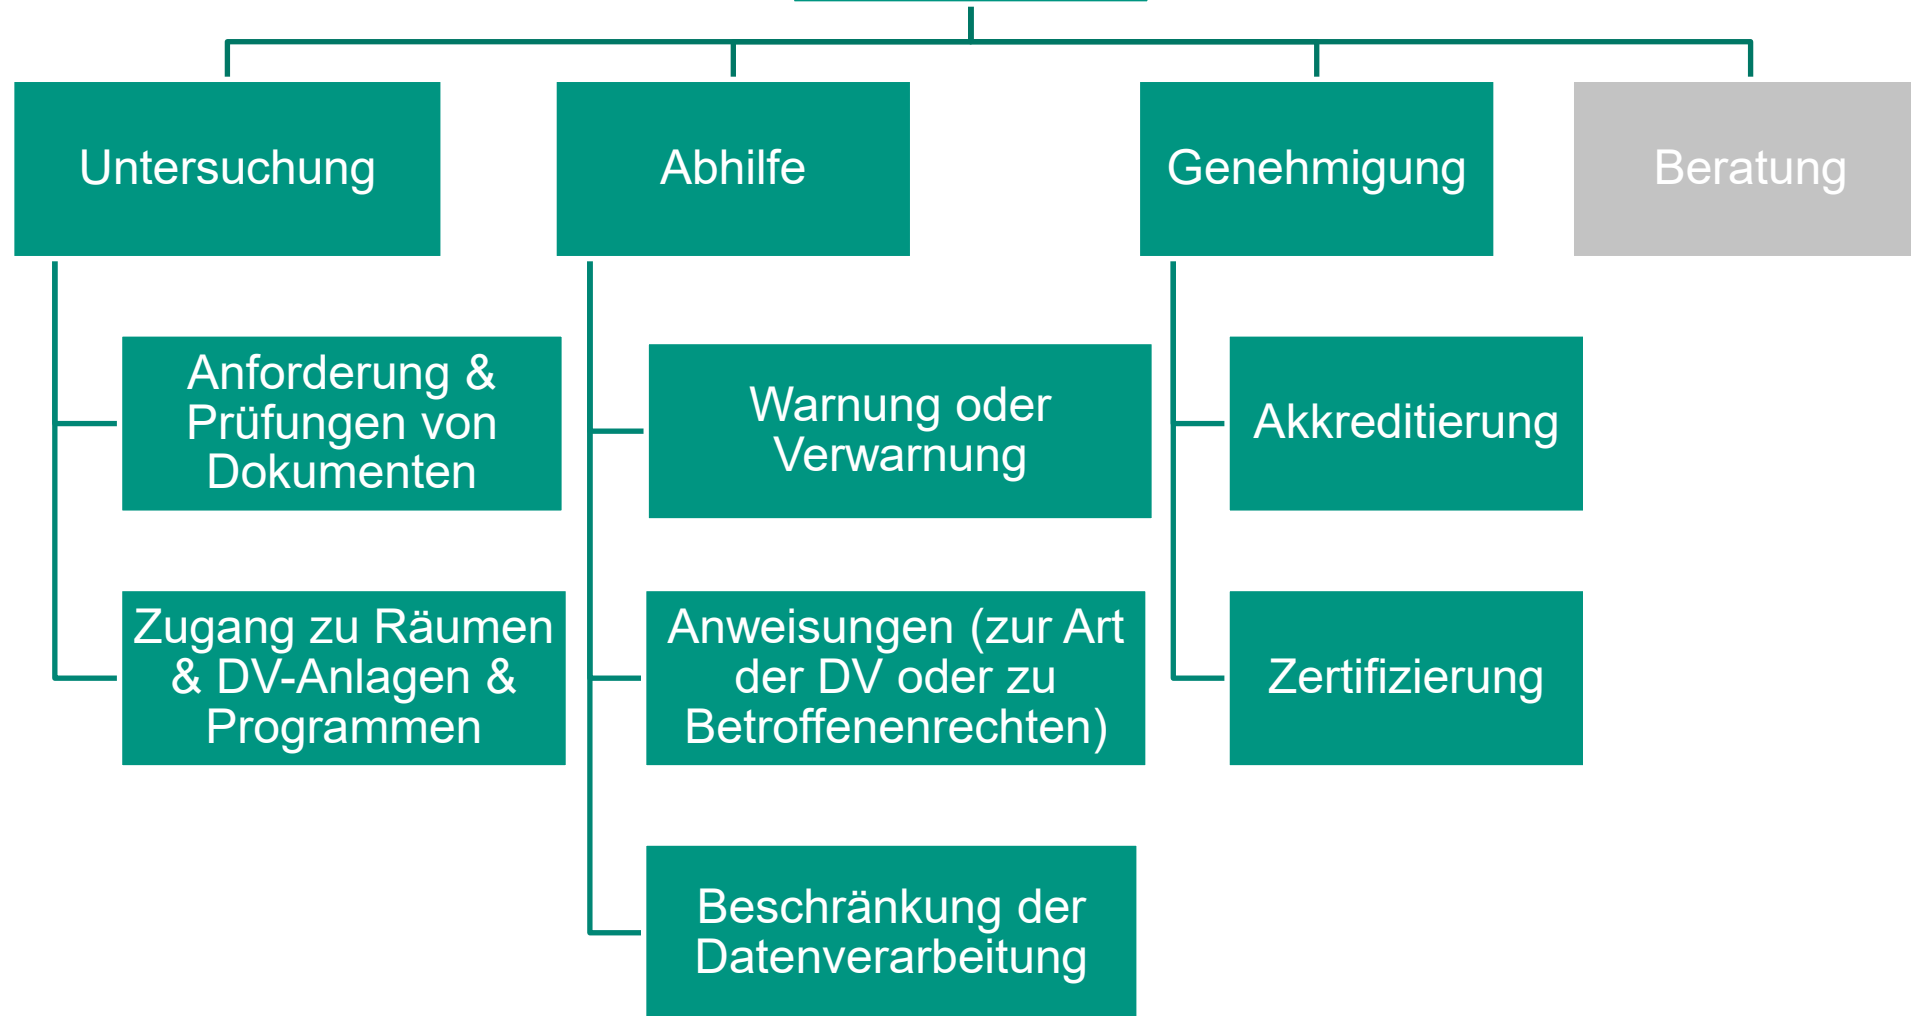 Untersuchung
Abhilfe
Genehmigung
Beratung
Anforderung &
Prüfungen von
Dokumenten
Warnung oder
Verwarnung
Akkreditierung
Zugang zu Räumen
& DV-Anlagen &
Programmen
Anweisungen (zur Art
der DV oder zu
Betroffenenrechten)
Zertifizierung
Beschränkung der
Datenverarbeitung